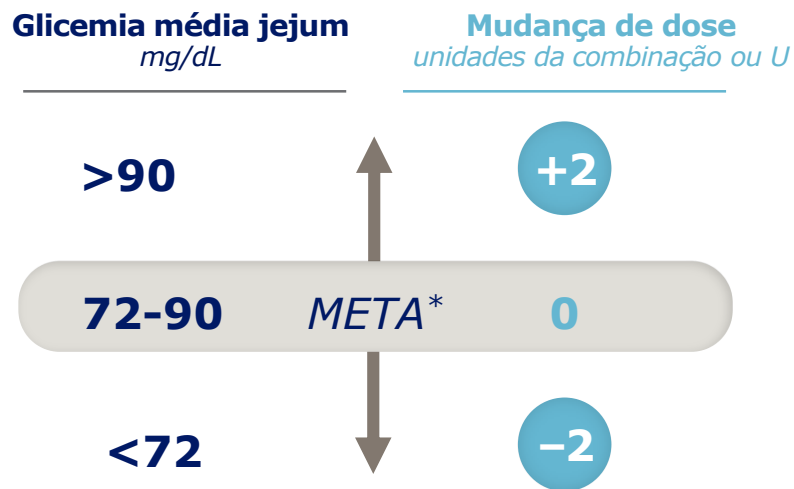 Glicemia média jejum
mg/dL
Mudança de dose
unidades da combinação ou U
>90
+2
72-90 META* 0
<72
−2